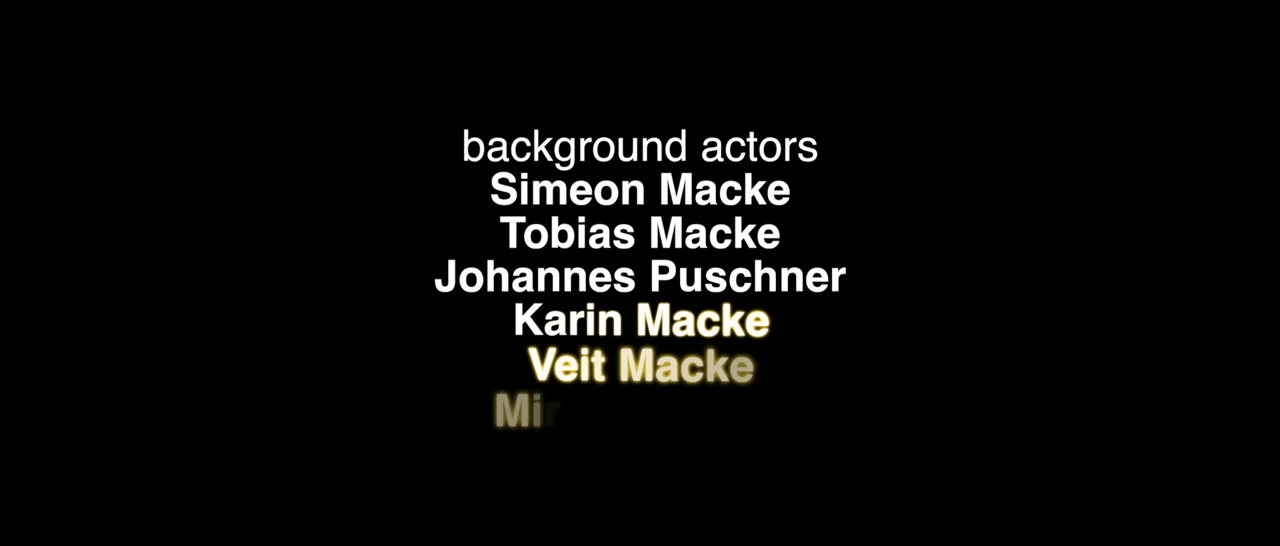 background actors
Simeon Macke
Tobias Macke
Johannes Puschner
Karin Macke
Veit Macke